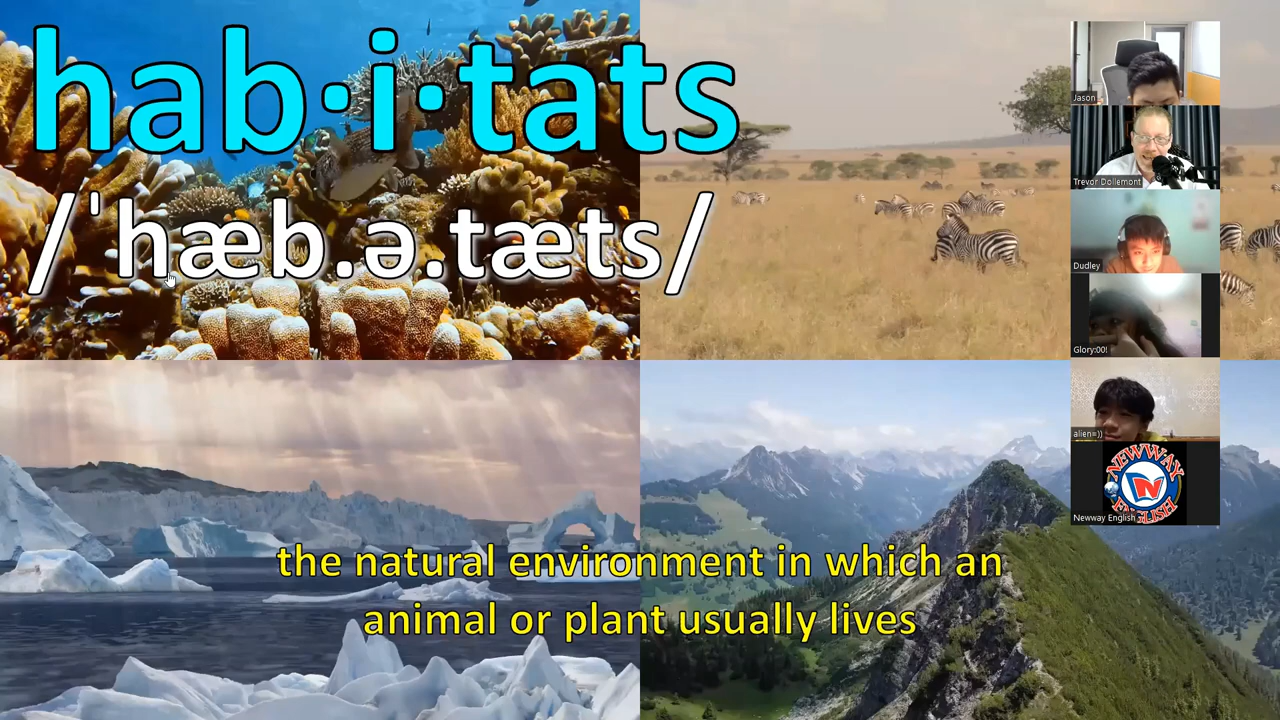 hab·i·tats
/ˈhæb.ə.tæts/
the natural environment in which an
animal or plant usually lives
Jason
Trevor Dollemont
Dudley
Glory:00!
alien=))
NEWWAY
N
ENGLISH
Newway English